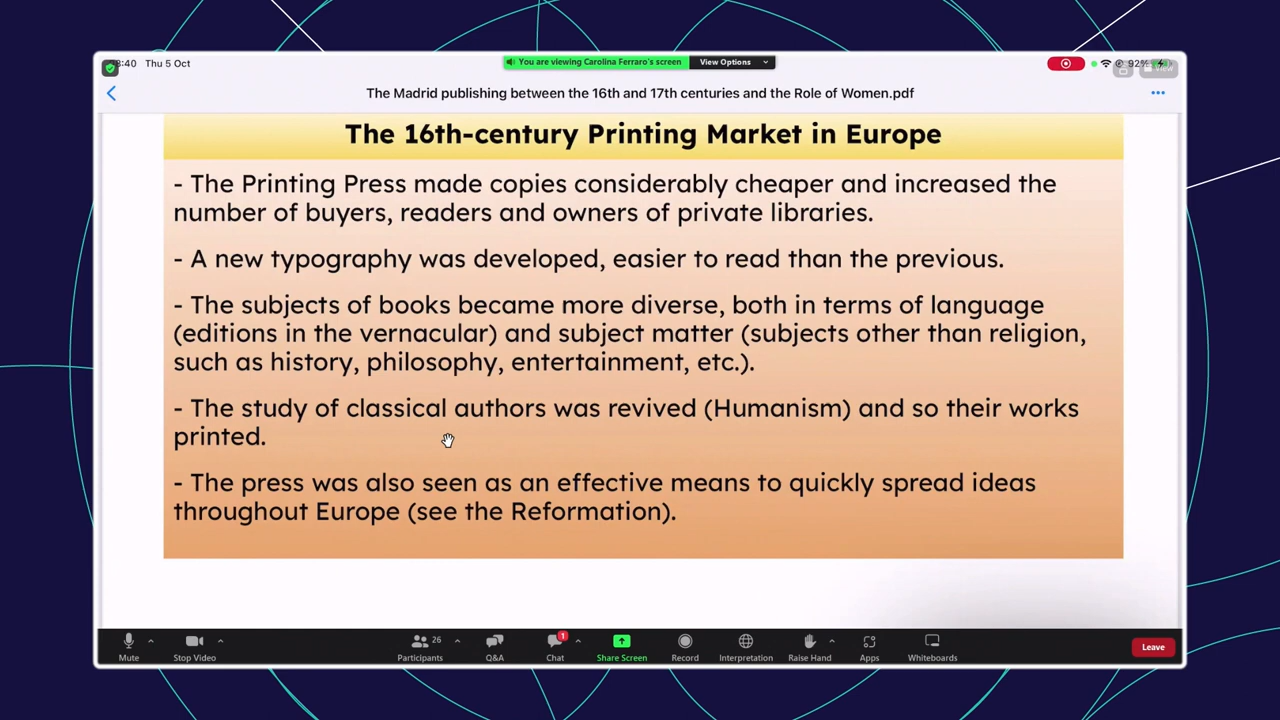 8:40 Thu 5 Oct
You are viewing Carolina Ferraro's screen View Options
92%
View
The Madrid publishing between the 16th and 17th centuries and the Role of Women.pdf
The 16th-century Printing Market in Europe
- The Printing Press made copies considerably cheaper and increased the
number of buyers, readers and owners of private libraries.
- A new typography was developed, easier to read than the previous.
- The subjects of books became more diverse, both in terms of language
(editions in the vernacular) and subject matter (subjects other than religion,
such as history, philosophy, entertainment, etc.).
- The study of classical authors was revived (Humanism) and so their works
printed.
- The press was also seen as an effective means to quickly spread ideas
throughout Europe (see the Reformation).
26 1
Mute Stop Video Participants Q&A Chat Share Screen Record Interpretation Raise Hand Apps Whiteboards Leave